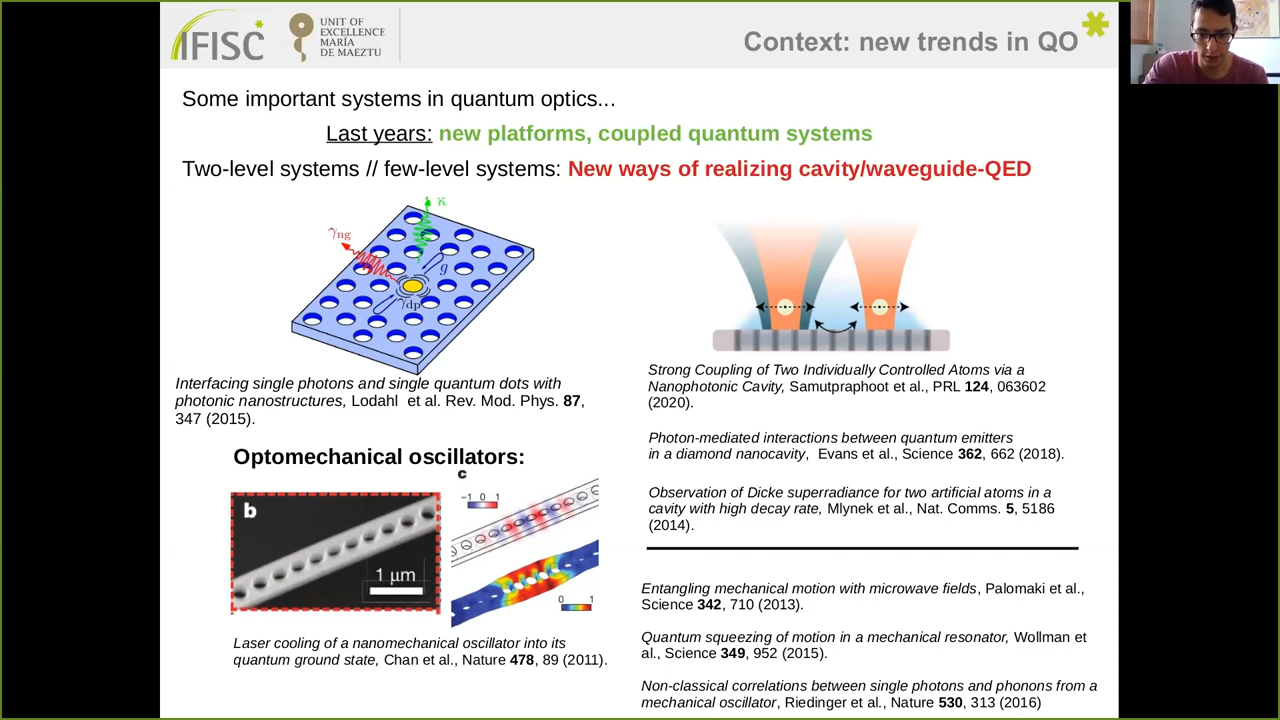 IFISC
UNIT OF
EXCELLENCE
MARÍA
DE MAEZTU
Context: new trends in QO
Some important systems in quantum optics...
Last years: new platforms, coupled quantum systems
Two-level systems // few-level systems: New ways of realizing cavity/waveguide-QED
κ
γng
g
γdp
Interfacing single photons and single quantum dots with
photonic nanostructures, Lodahl et al. Rev. Mod. Phys. 87,
347 (2015).
Optomechanical oscillators:
b
1 μm
c
−1 0 1
0 1
Laser cooling of a nanomechanical oscillator into its
quantum ground state, Chan et al., Nature 478, 89 (2011).
Strong Coupling of Two Individually Controlled Atoms via a
Nanophotonic Cavity, Samutpraphoot et al., PRL 124, 063602
(2020).
Photon-mediated interactions between quantum emitters
in a diamond nanocavity, Evans et al., Science 362, 662 (2018).
Observation of Dicke superradiance for two artificial atoms in a
cavity with high decay rate, Mlynek et al., Nat. Comms. 5, 5186
(2014).
Entangling mechanical motion with microwave fields, Palomaki et al.,
Science 342, 710 (2013).
Quantum squeezing of motion in a mechanical resonator, Wollman et
al., Science 349, 952 (2015).
Non-classical correlations between single photons and phonons from a
mechanical oscillator, Riedinger et al., Nature 530, 313 (2016)